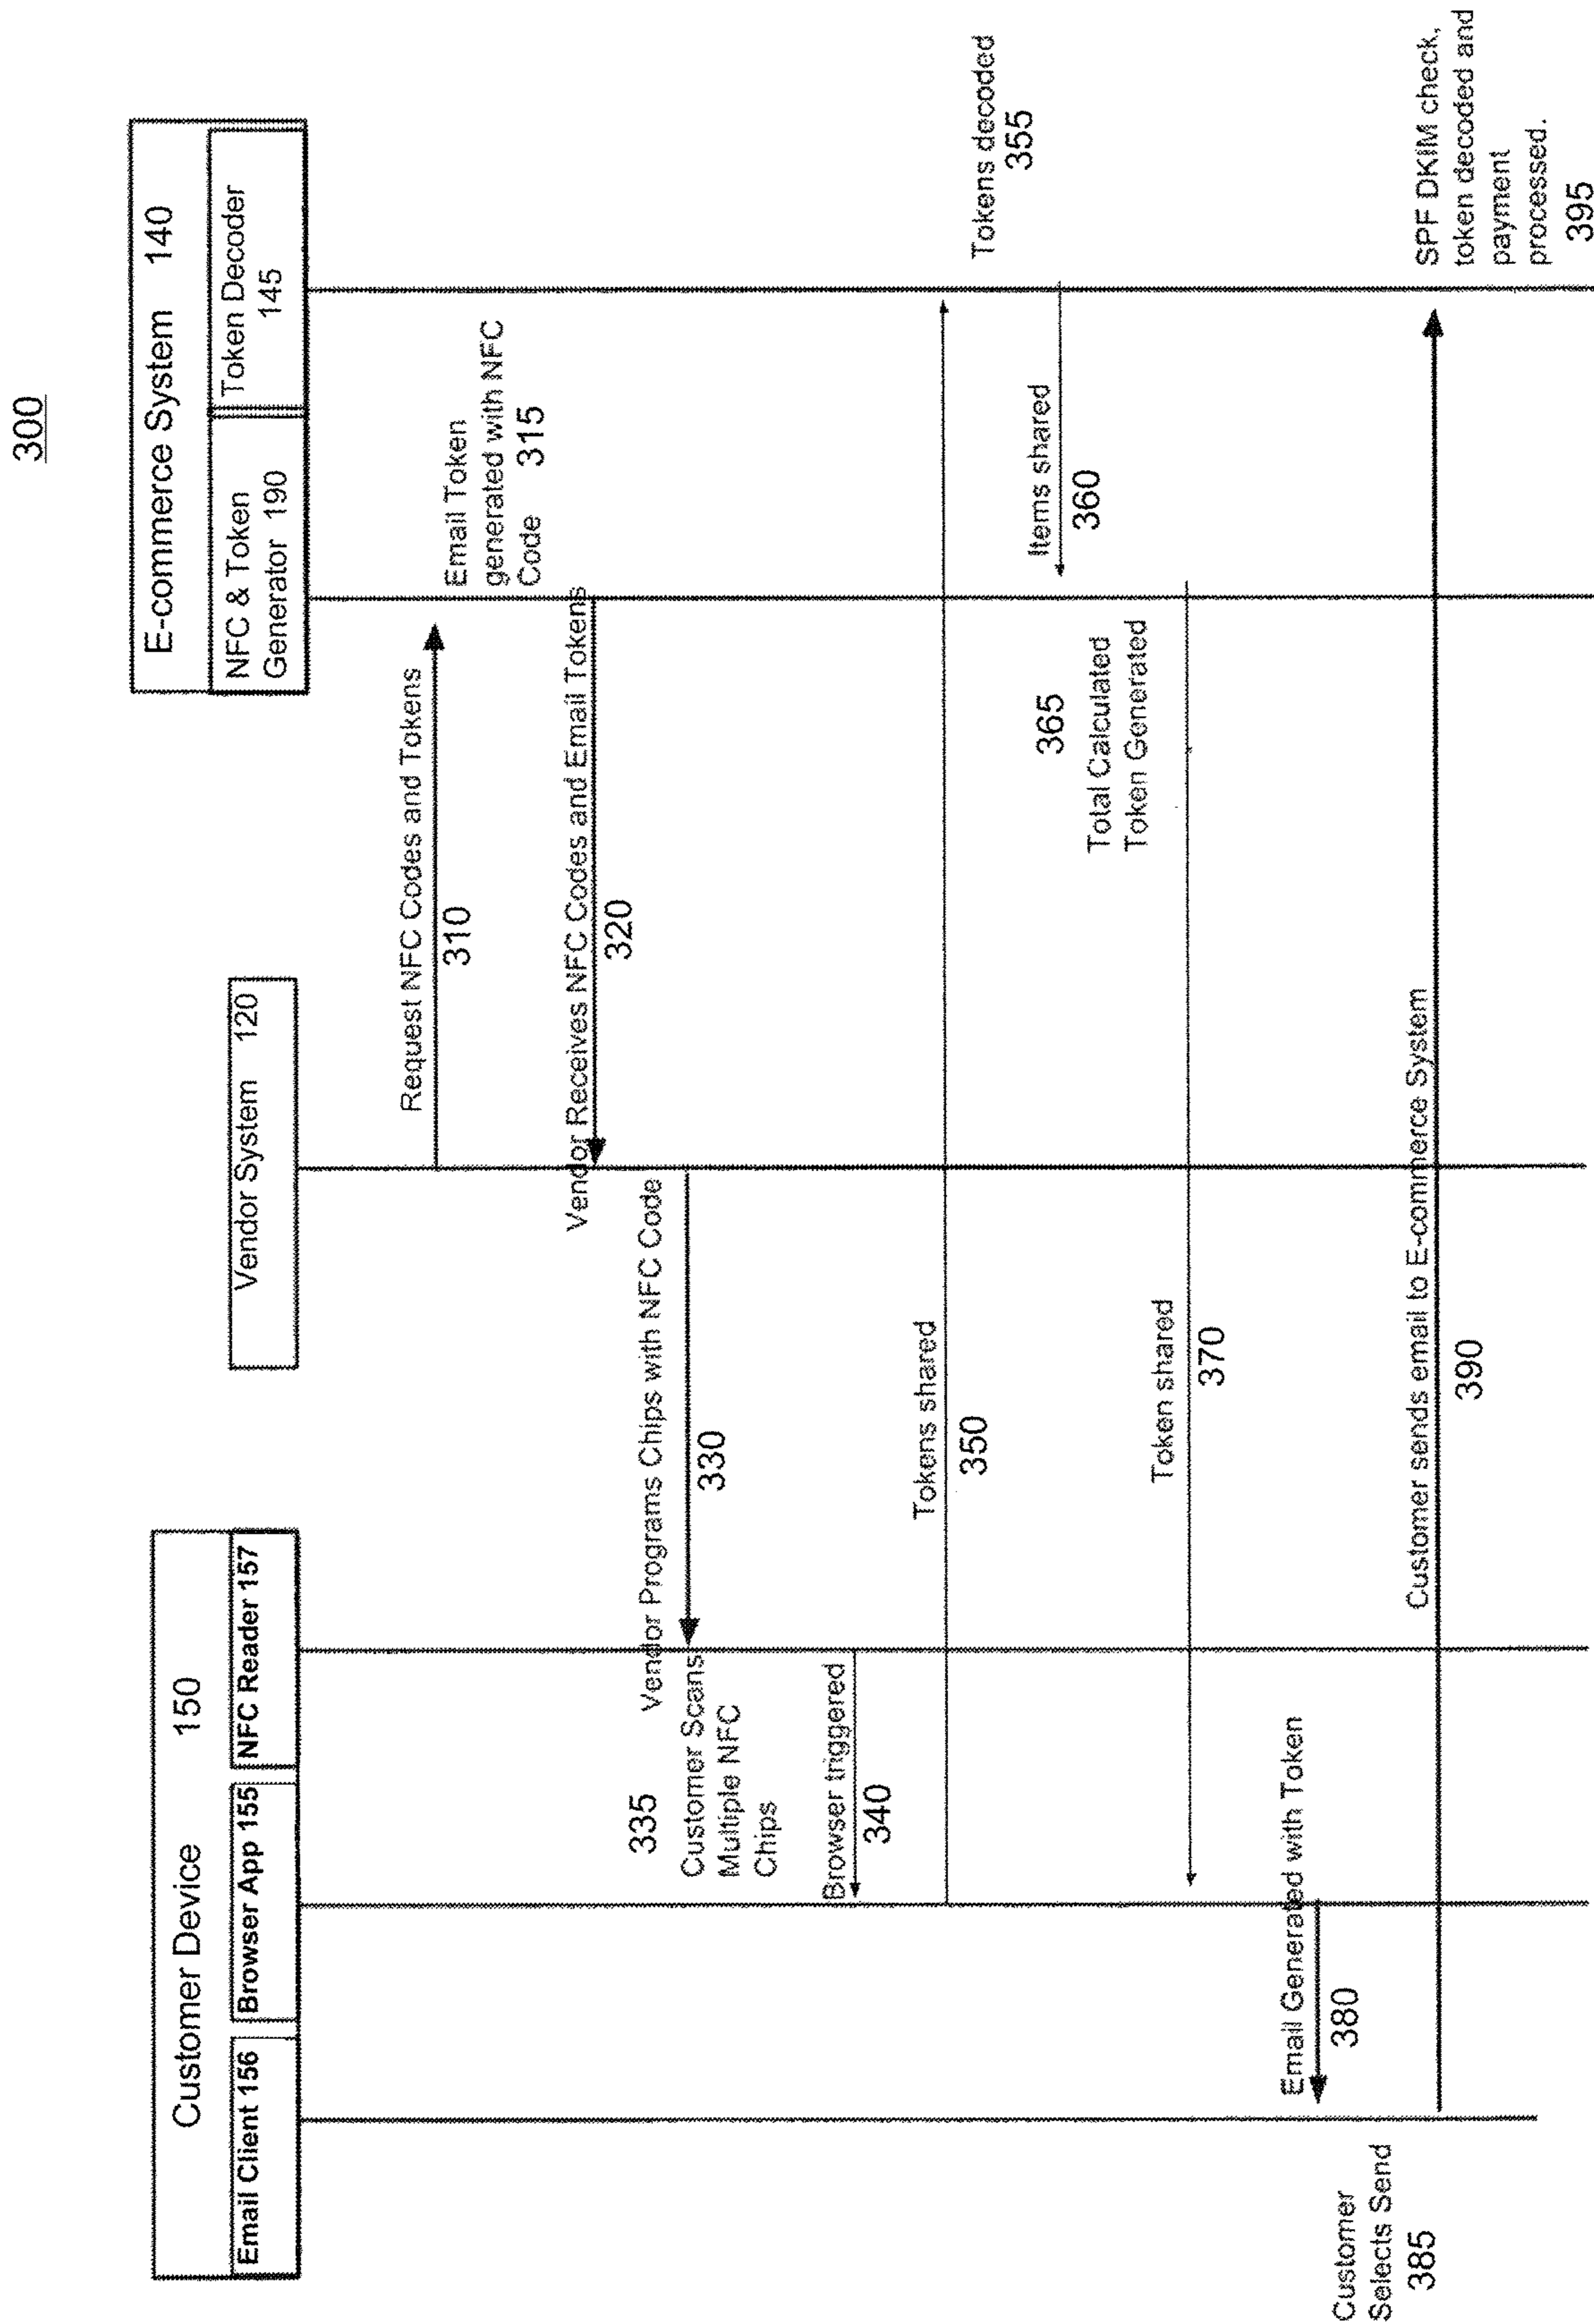 300
Customer Device 150
Email Client 156
Browser App 155
NFC Reader 157
Vendor System 120
E-commerce System 140
NFC & Token
Generator 190
Token Decoder
145
Request NFC Codes and Tokens
310
Email Token
generated with NFC
Code 315
Vendor Receives NFC Codes and Email Tokens
320
Vendor Programs Chips with NFC Code
330
335
Customer Scans
Multiple NFC
Chips
Browser triggered
340
Tokens shared
350
Tokens decoded
355
Items shared
360
365
Total Calculated
Token Generated
Token shared
370
Email Generated with Token
380
Customer
Selects Send
385
Customer sends email to E-commerce System
390
SPF DKIM check,
token decoded and
payment
processed.
395